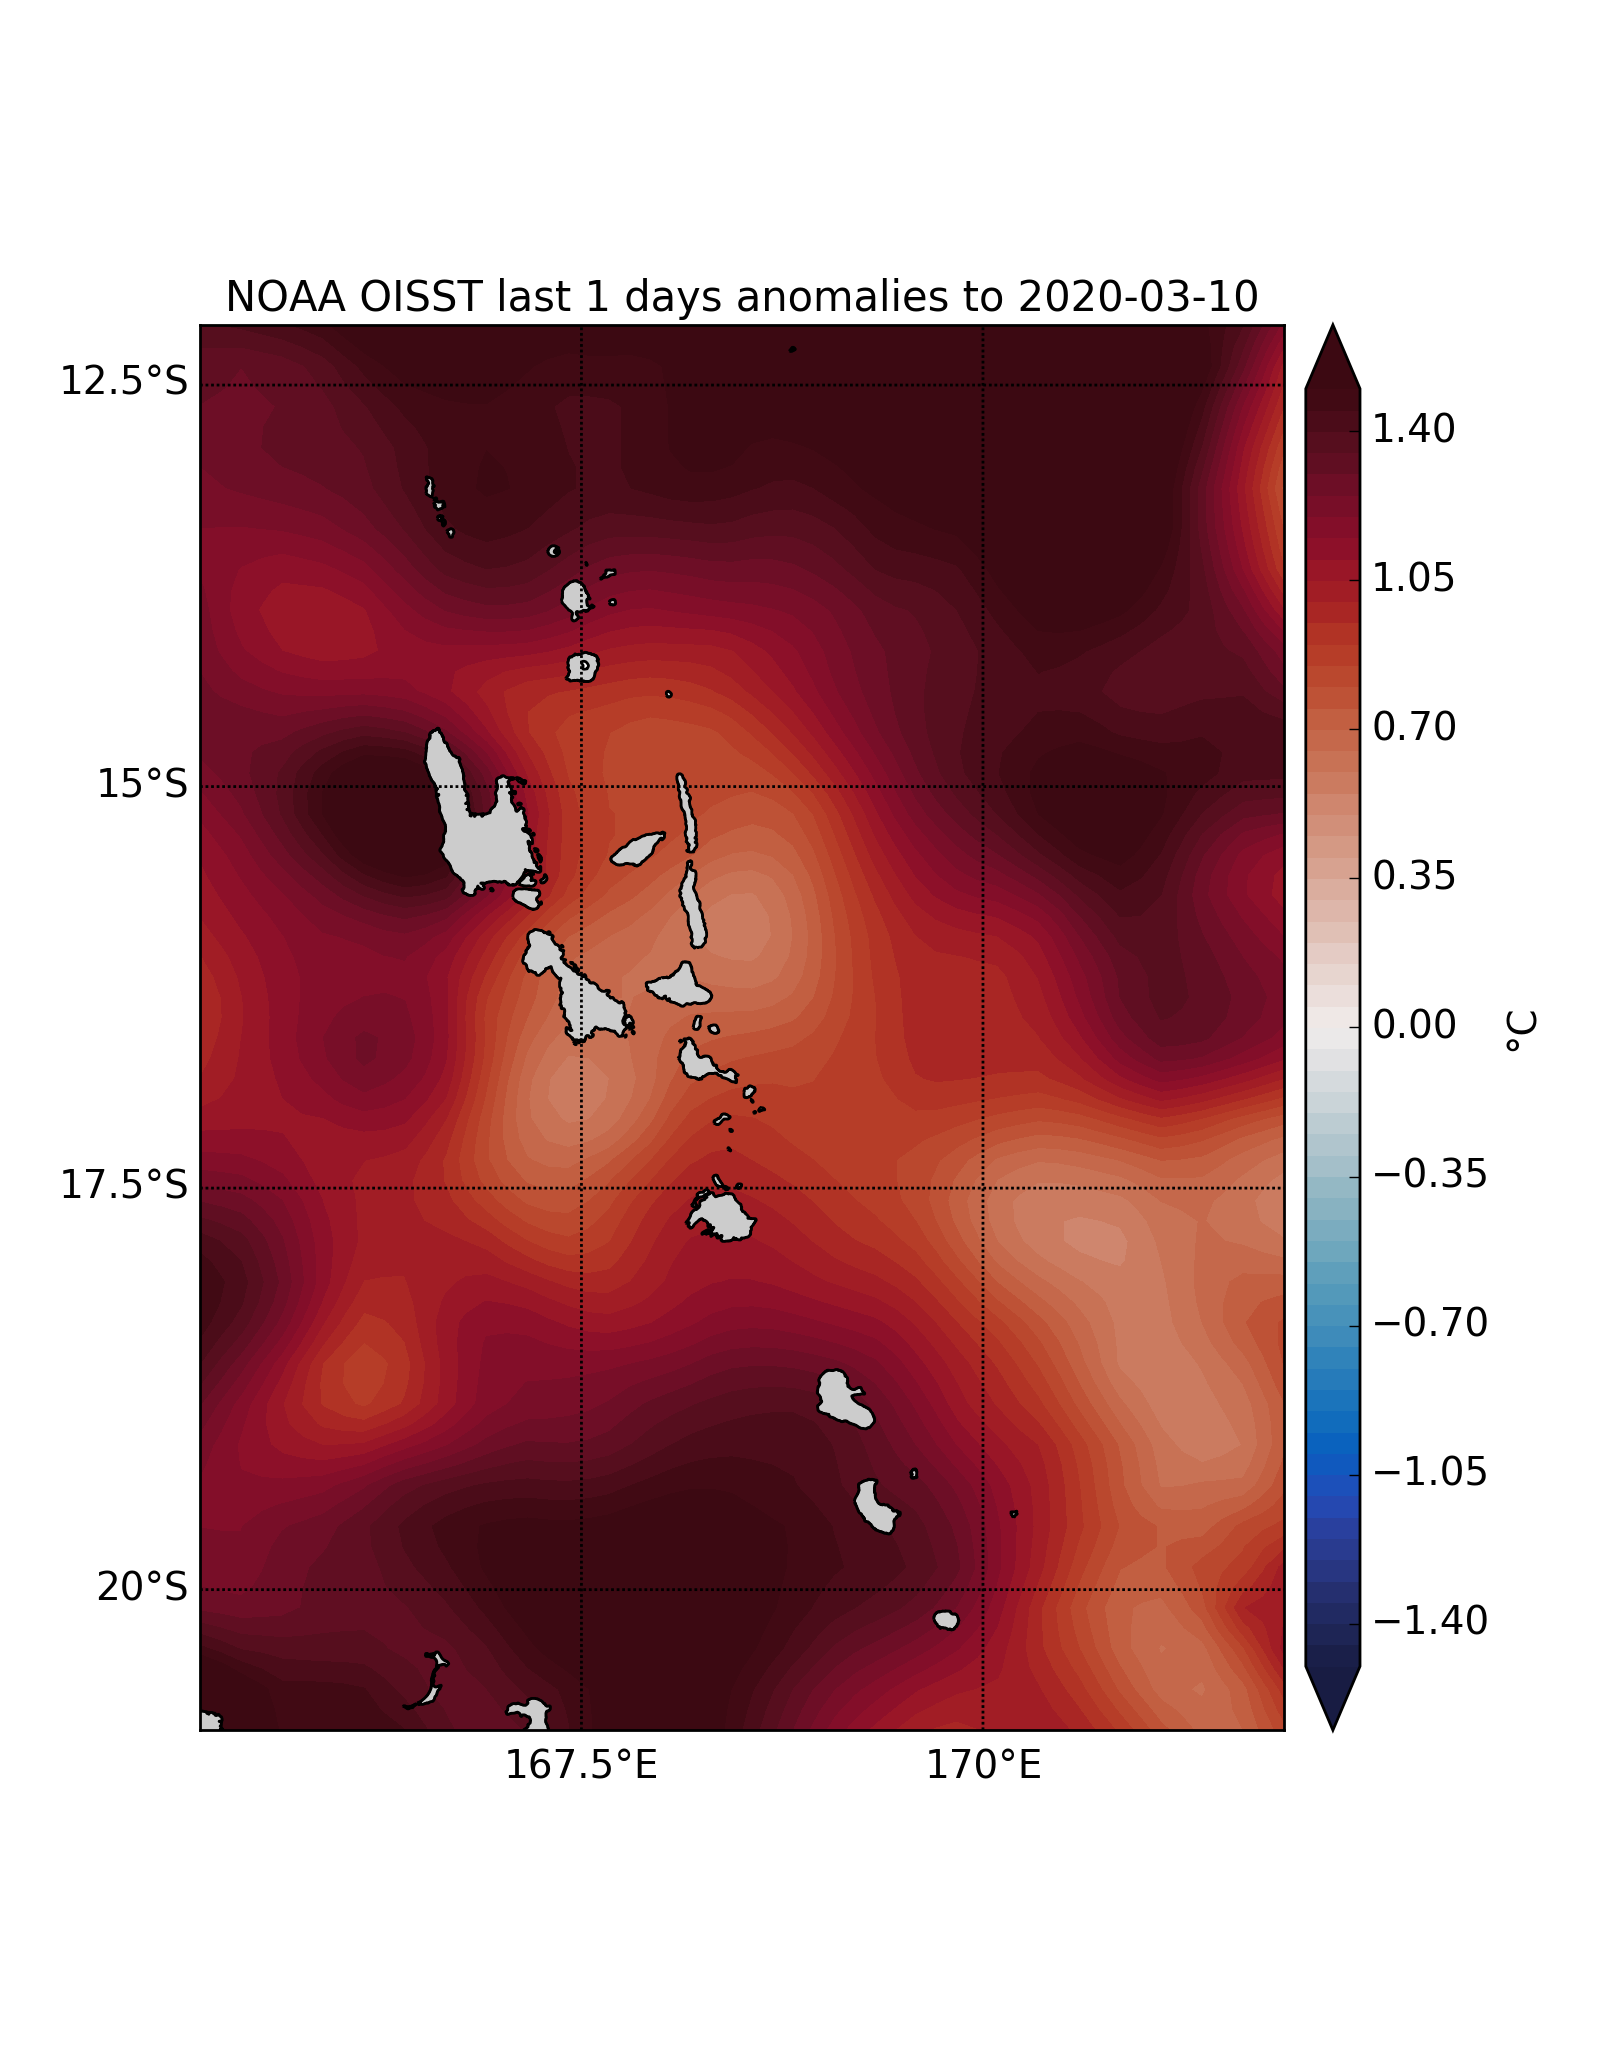 NOAA OISST last 1 days anomalies to 2020-03-10
12.5°S
15°S
17.5°S
20°S
167.5°E
170°E
1.40
1.05
0.70
0.35
0.00
−0.35
−0.70
−1.05
−1.40
°C